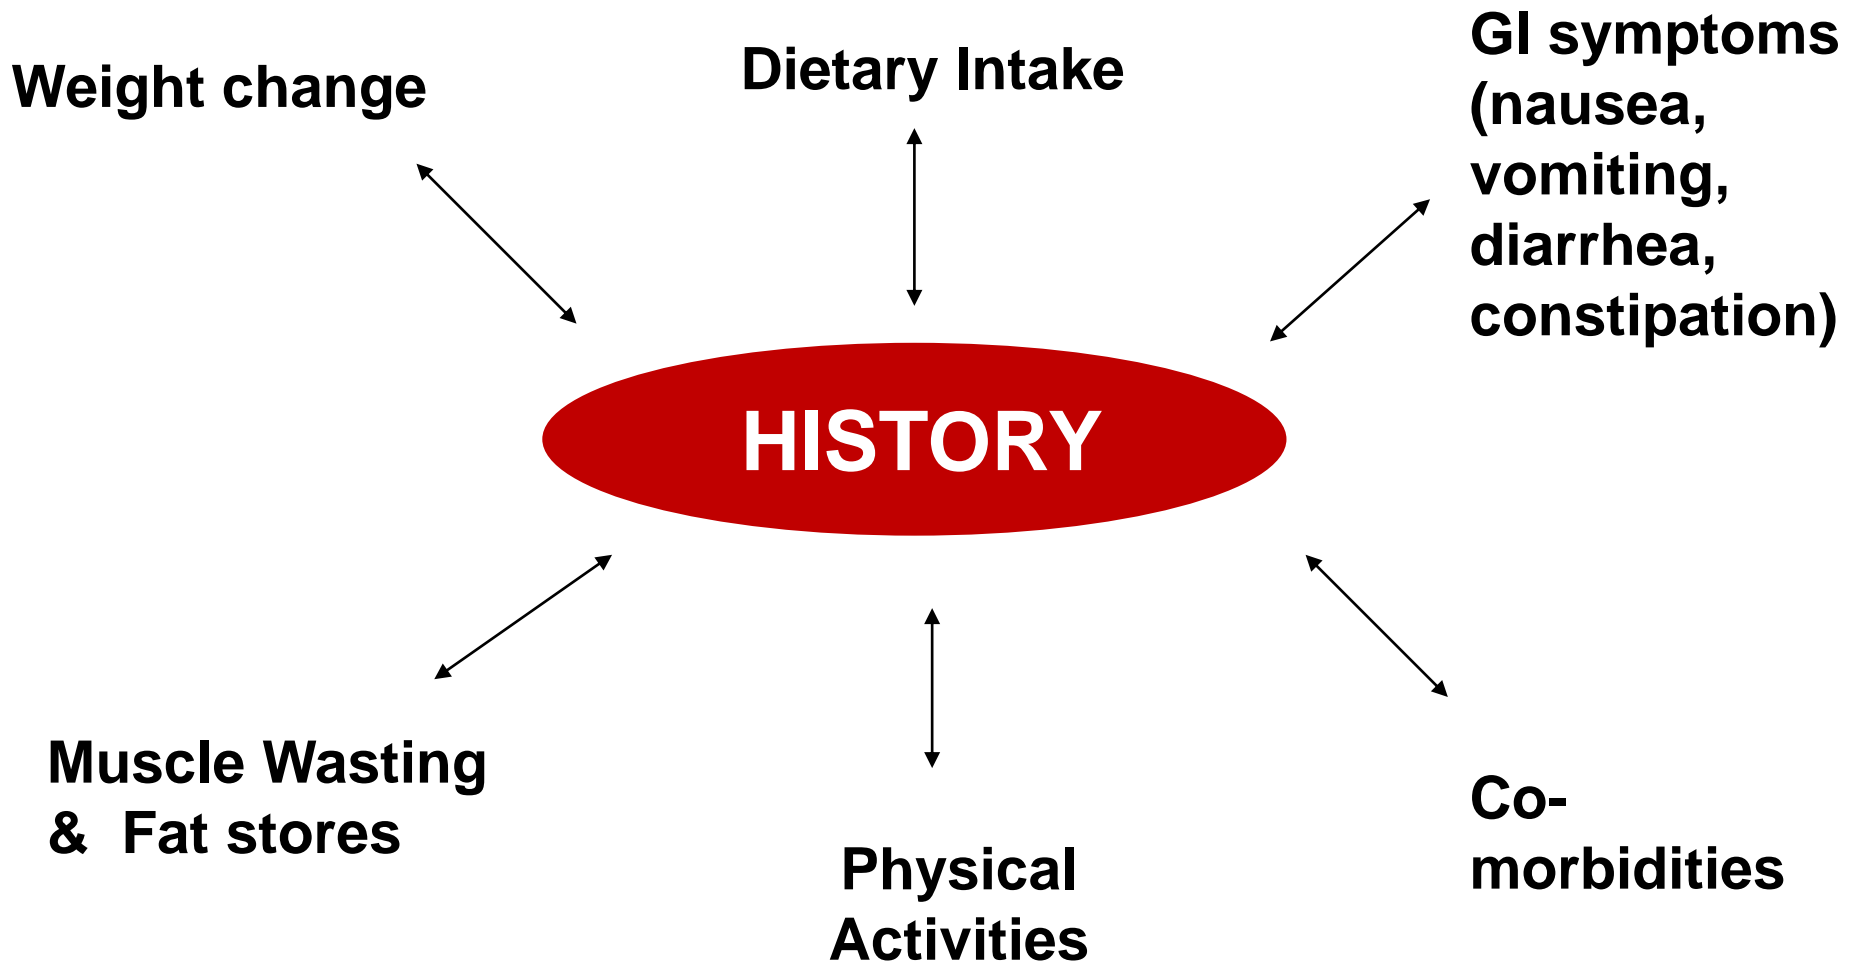 Weight change
Dietary Intake
GI symptoms
(nausea,
vomiting,
diarrhea,
constipation)
HISTORY
Muscle Wasting
&  Fat stores
Physical
Activities
Co-
morbidities